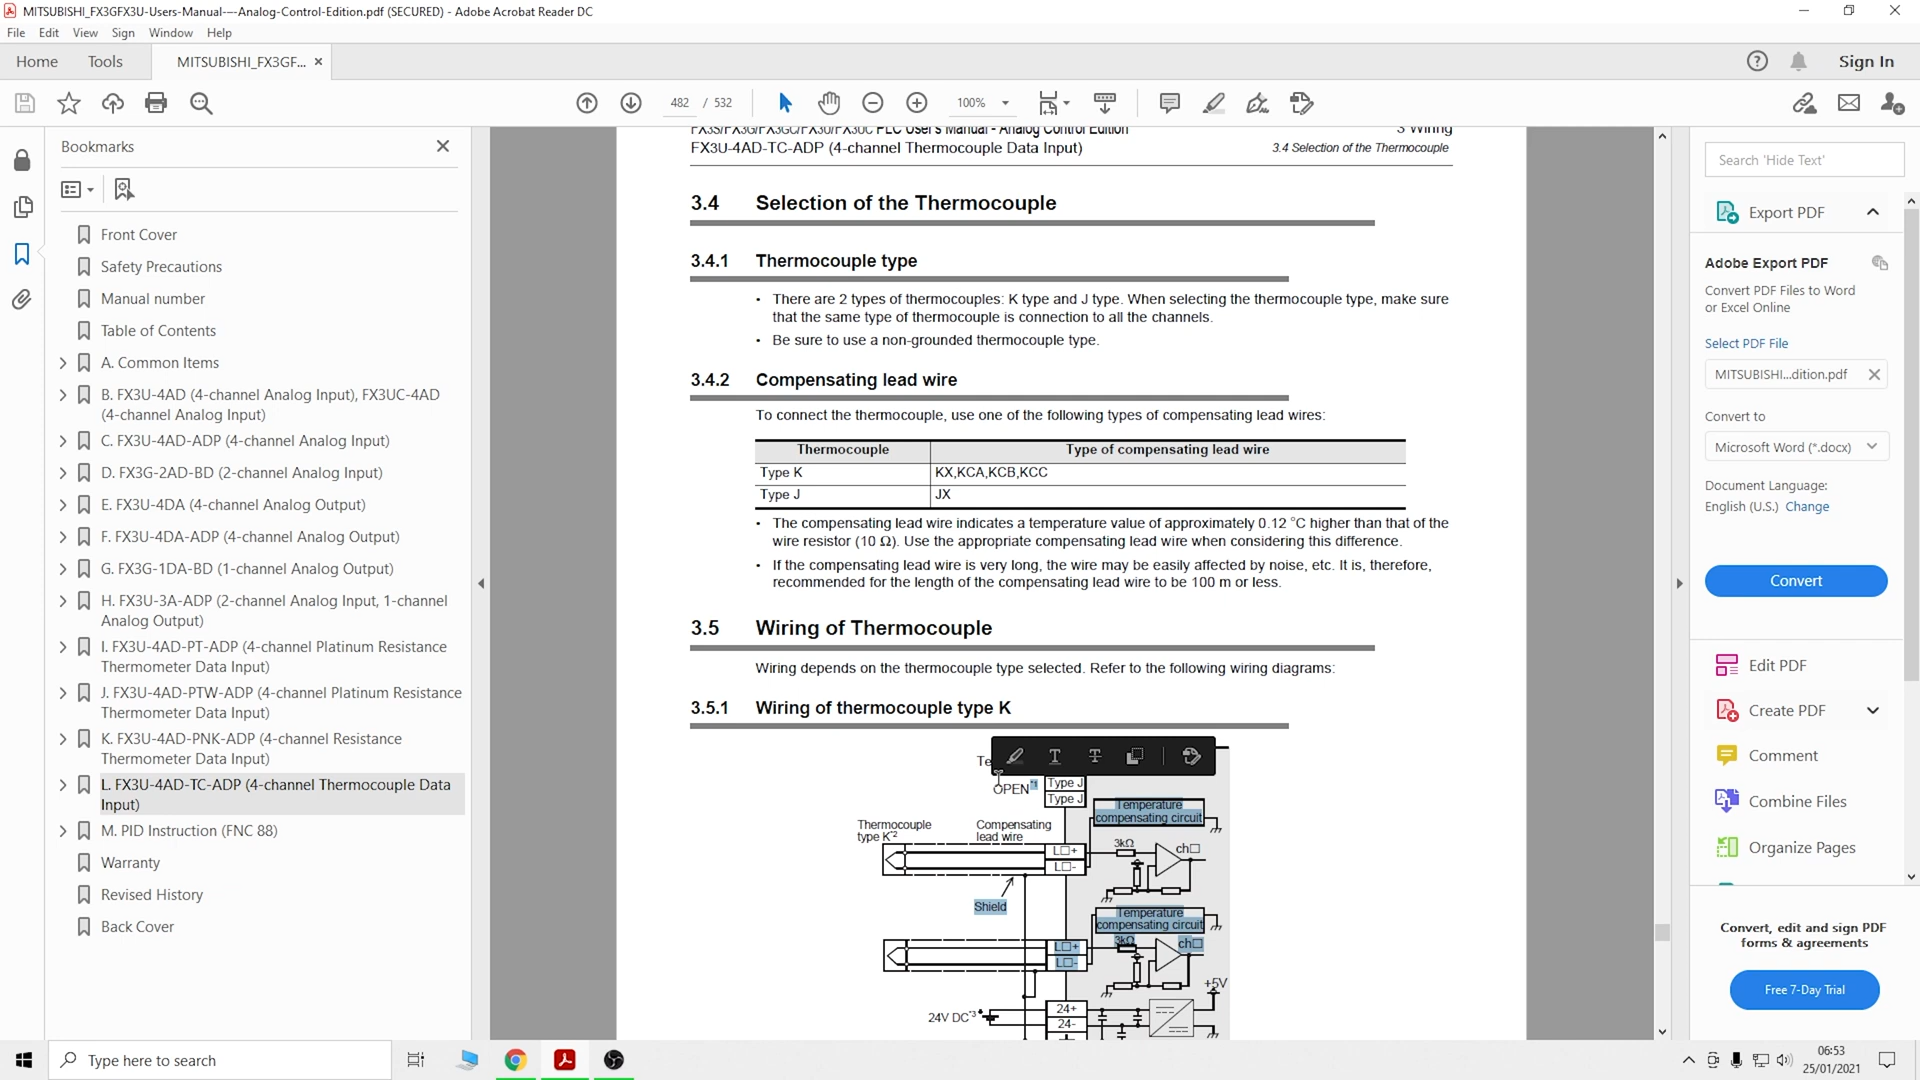 MITSUBISHI_FX3GFX3U-Users-Manual-–-Analog-Control-Edition.pdf (SECURED) - Adobe Acrobat Reader DC
File Edit View Sign Window Help
Home Tools MITSUBISHI_FX3GF... ×
Sign In
482 / 532
100%
Bookmarks
Front Cover
Safety Precautions
Manual number
Table of Contents
A. Common Items
B. FX3U-4AD (4-channel Analog Input), FX3UC-4AD
(4-channel Analog Input)
C. FX3U-4AD-ADP (4-channel Analog Input)
D. FX3G-2AD-BD (2-channel Analog Input)
E. FX3U-4DA (4-channel Analog Output)
F. FX3U-4DA-ADP (4-channel Analog Output)
G. FX3G-1DA-BD (1-channel Analog Output)
H. FX3U-3A-ADP (2-channel Analog Input, 1-channel
Analog Output)
I. FX3U-4AD-PT-ADP (4-channel Platinum Resistance
Thermometer Data Input)
J. FX3U-4AD-PTW-ADP (4-channel Platinum Resistance
Thermometer Data Input)
K. FX3U-4AD-PNK-ADP (4-channel Resistance
Thermometer Data Input)
L. FX3U-4AD-TC-ADP (4-channel Thermocouple Data
Input)
M. PID Instruction (FNC 88)
Warranty
Revised History
Back Cover
FX3S/FX3G/FX3GC/FX3U/FX3UC PLC User's Manual - Analog Control Edition
3 Wiring
FX3U-4AD-TC-ADP (4-channel Thermocouple Data Input)
3.4 Selection of the Thermocouple
3.4 Selection of the Thermocouple
3.4.1 Thermocouple type
• There are 2 types of thermocouples: K type and J type. When selecting the thermocouple type, make sure
that the same type of thermocouple is connection to all the channels.
• Be sure to use a non-grounded thermocouple type.
3.4.2 Compensating lead wire
To connect the thermocouple, use one of the following types of compensating lead wires:
Thermocouple Type of compensating lead wire
Type K KX,KCA,KCB,KCC
Type J JX
• The compensating lead wire indicates a temperature value of approximately 0.12 °C higher than that of the
wire resistor (10 Ω). Use the appropriate compensating lead wire when considering this difference.
• If the compensating lead wire is very long, the wire may be easily affected by noise, etc. It is, therefore,
recommended for the length of the compensating lead wire to be 100 m or less.
3.5 Wiring of Thermocouple
Wiring depends on the thermocouple type selected. Refer to the following wiring diagrams:
3.5.1 Wiring of thermocouple type K
Te
OPEN*1
Type J
Type J
Temperature
compensating circuit
Thermocouple
type K*2
Compensating
lead wire
L□+
L□-
3kΩ
ch□
Shield
Temperature
compensating circuit
L□+
L□-
3kΩ
ch□
+5V
24V DC*3
24+
24-
Search 'Hide Text'
Export PDF
Adobe Export PDF
Convert PDF Files to Word
or Excel Online
Select PDF File
MITSUBISHI...dition.pdf
Convert to
Microsoft Word (*.docx)
Document Language:
English (U.S.) Change
Convert
Edit PDF
Create PDF
Comment
Combine Files
Organize Pages
Convert, edit and sign PDF
forms & agreements
Free 7-Day Trial
Type here to search
06:53
25/01/2021